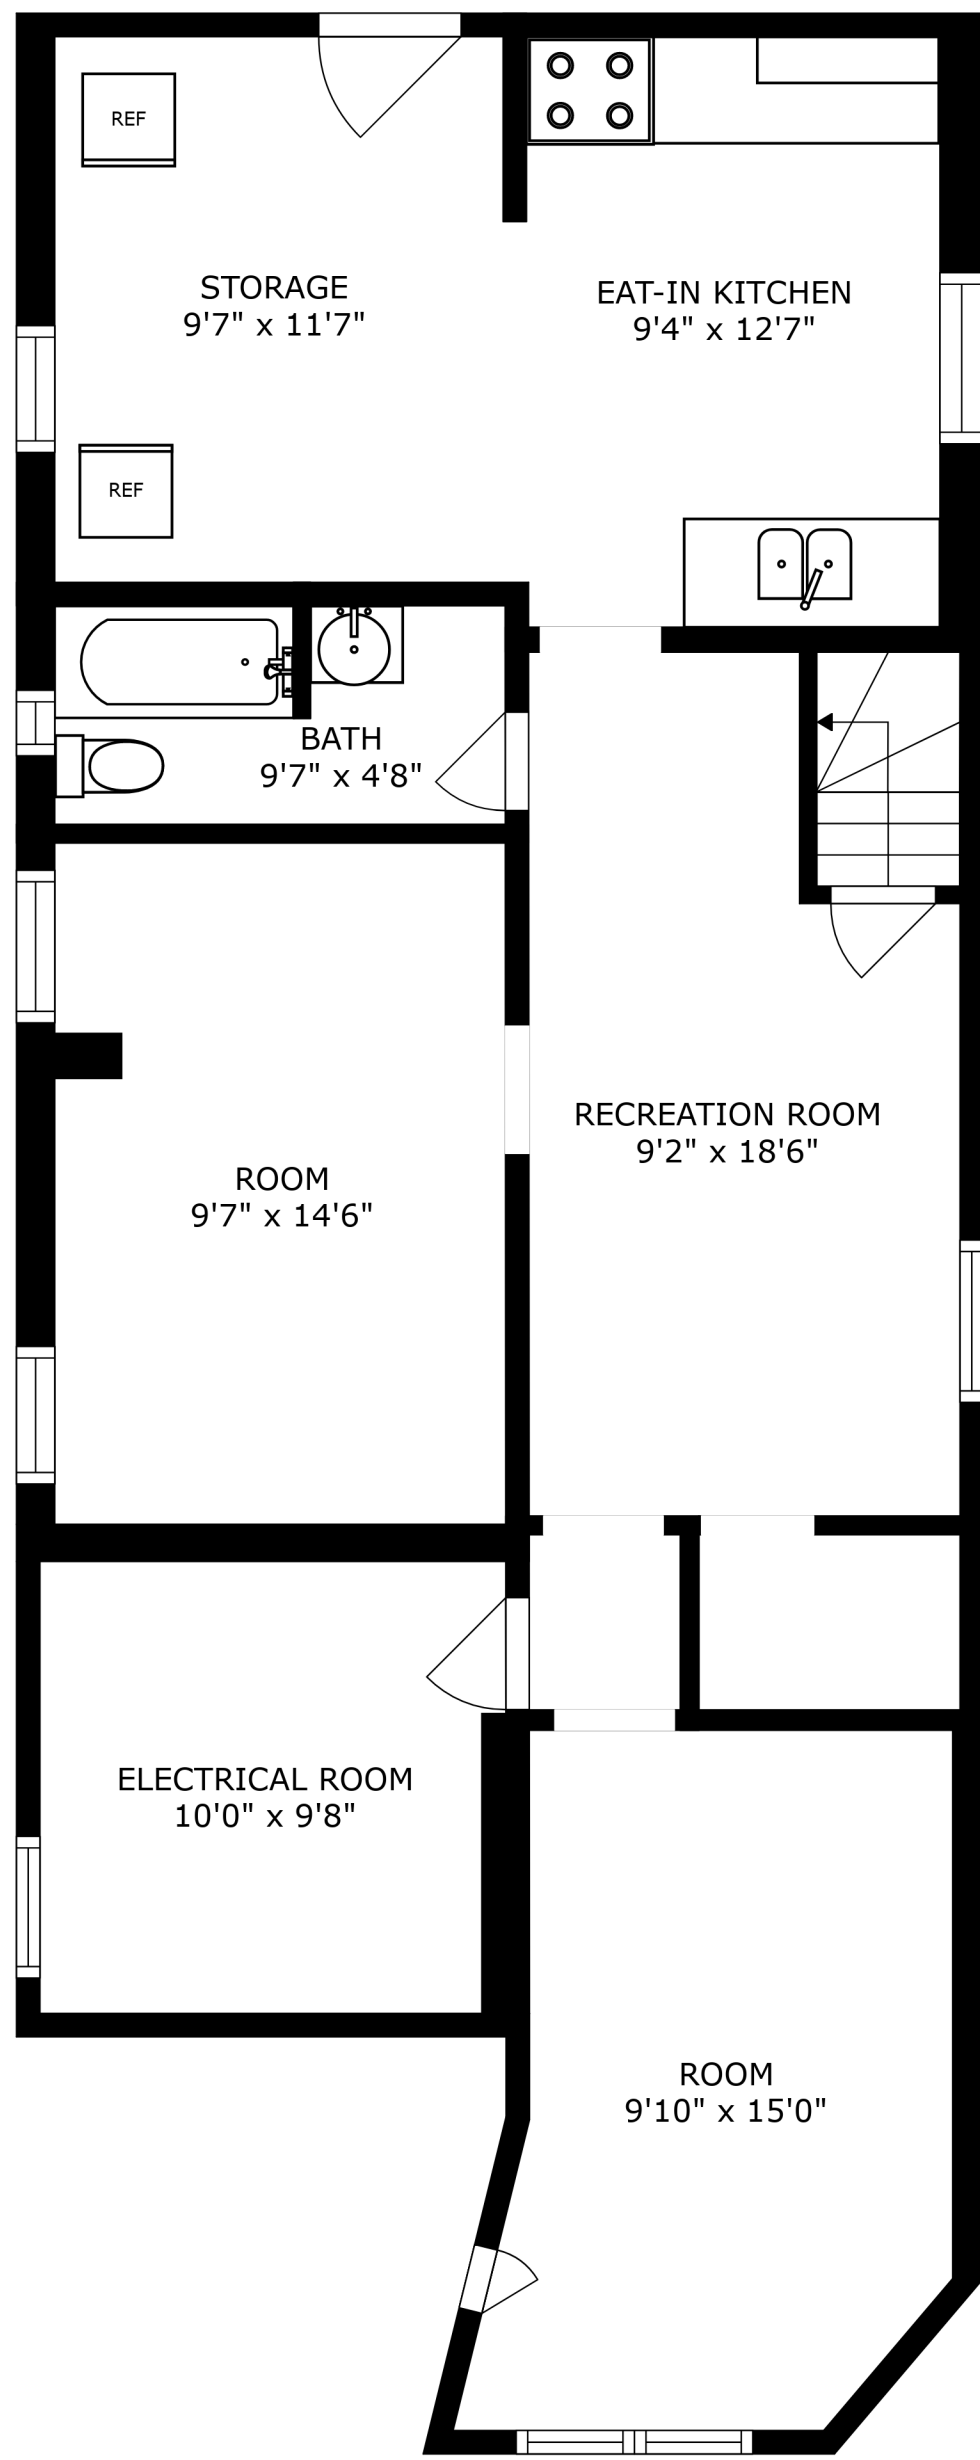 REF
STORAGE
9'7" x 11'7"
EAT-IN KITCHEN
9'4" x 12'7"
REF
BATH
9'7" x 4'8"
RECREATION ROOM
9'2" x 18'6"
ROOM
9'7" x 14'6"
ELECTRICAL ROOM
10'0" x 9'8"
ROOM
9'10" x 15'0"